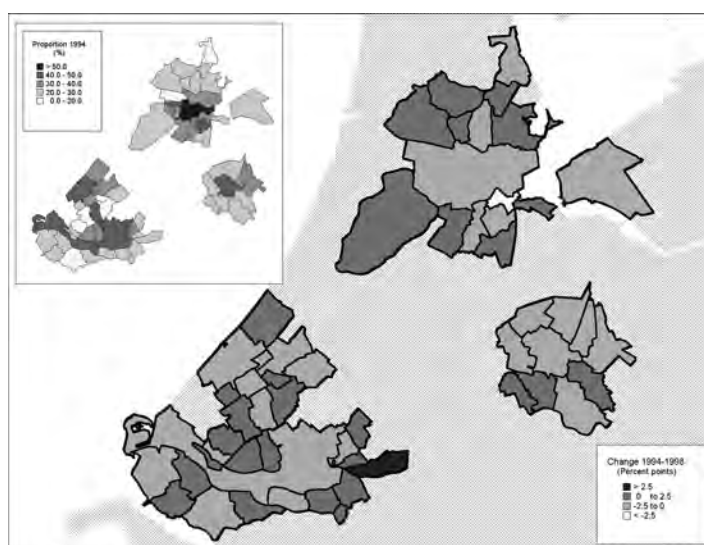 Proportion 1994
(%)
> 50.0
40.0 - 50.0
30.0 - 40.0
20.0 - 30.0
0.0 - 20.0
Change 1994-1998
(Percent points)
> 2.5
0 to 2.5
-2.5 to 0
< -2.5